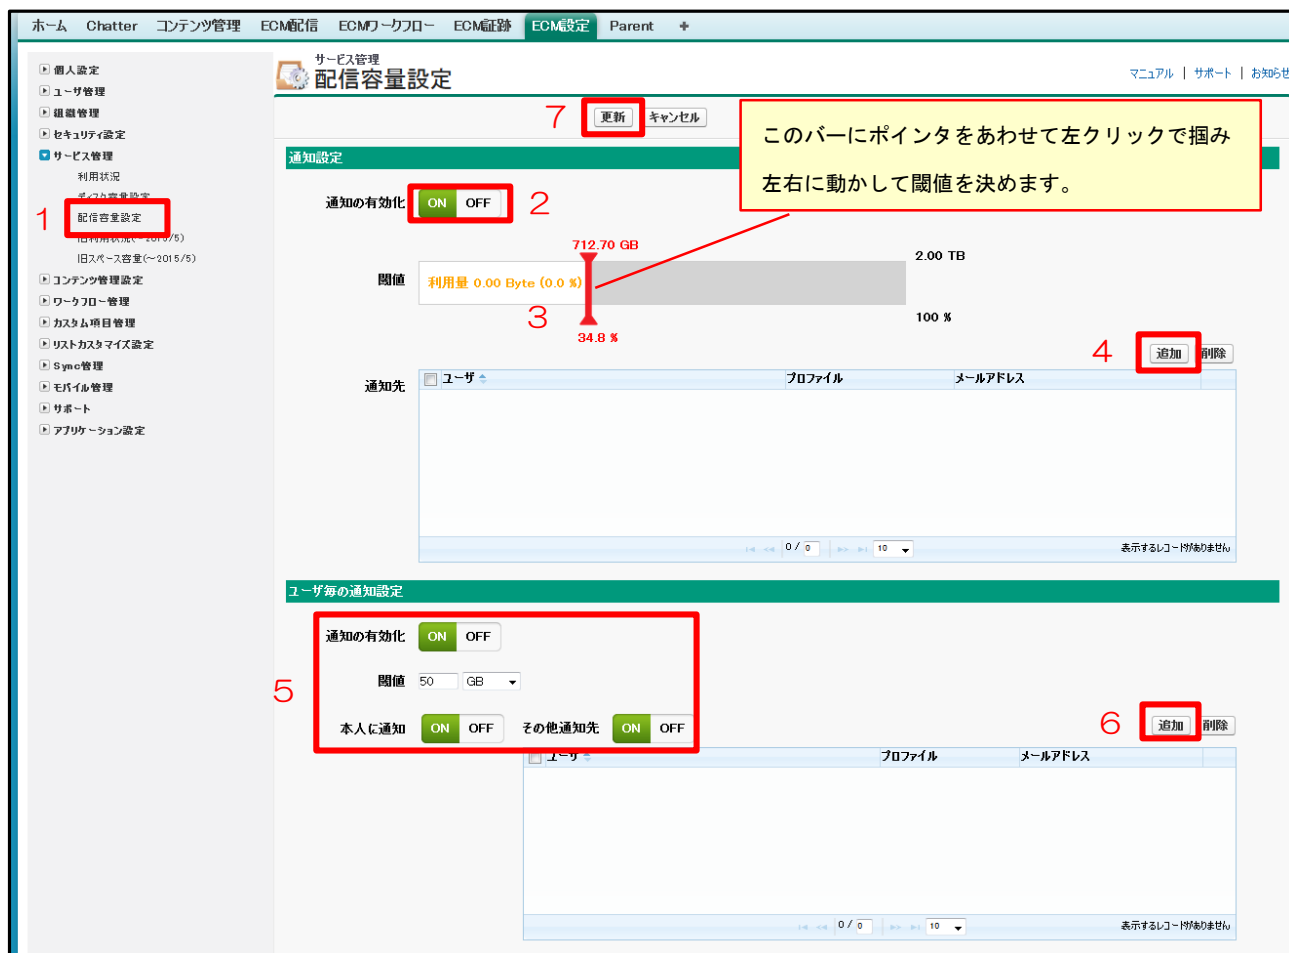 ホーム Chatter コンテンツ管理 ECM配信 ECMワークフロー ECM証跡 ECM設定 Parent +
個人設定
ユーザ管理
組織管理
セキュリティ設定
サービス管理
利用状況
ディスク容量設定
1 配信容量設定
旧利用状況(~2015/5)
旧スペース容量(~2015/5)
コンテンツ管理設定
ワークフロー管理
カスタム項目管理
リストカスタマイズ設定
Sync管理
モバイル管理
サポート
アプリケーション設定
サービス管理
配信容量設定
マニュアル | サポート | お知らせ
7 更新 キャンセル
このバーにポインタをあわせて左クリックで掴み
左右に動かして閾値を決めます。
通知設定
通知の有効化 ON OFF 2
712.70 GB
2.00 TB
閾値 利用量 0.00 Byte (0.0 %)
3
100 %
34.8 %
4 追加 削除
通知先 ユーザ プロファイル メールアドレス
0 / 0 10 表示するレコードがありません
ユーザ毎の通知設定
通知の有効化 ON OFF
5 閾値 50 GB
本人に通知 ON OFF その他通知先 ON OFF
6 追加 削除
ユーザ プロファイル メールアドレス
0 / 0 10 表示するレコードがありません